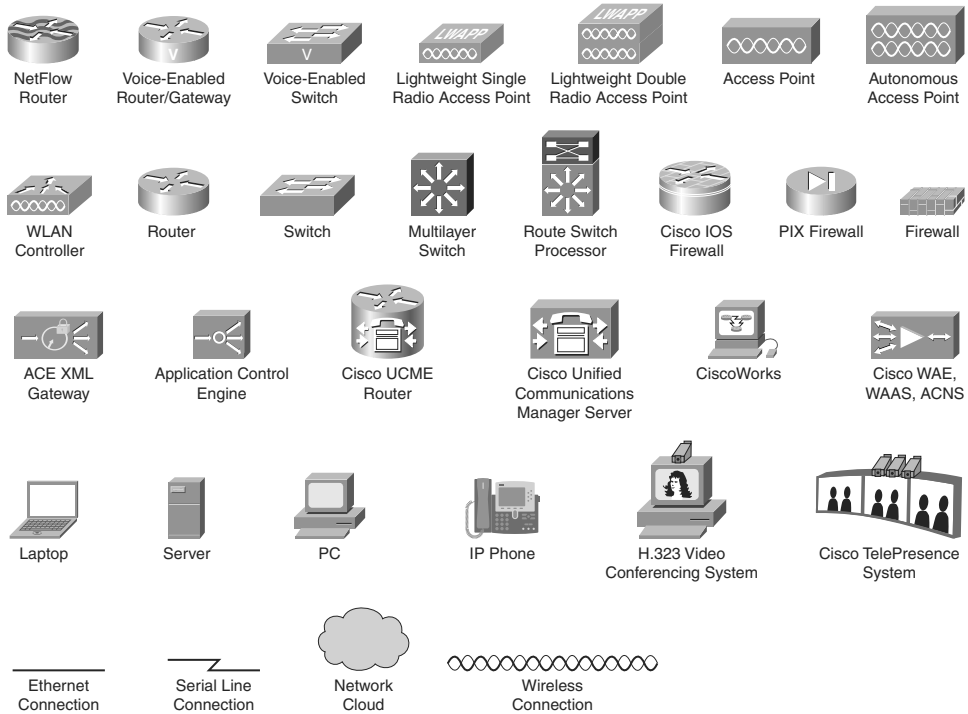 LWAPP
LWAPP
V
V
NetFlow
Router
Voice-Enabled
Router/Gateway
Voice-Enabled
Switch
Lightweight Single
Radio Access Point
Lightweight Double
Radio Access Point
Access Point
Autonomous
Access Point
WLAN
Controller
Router
Switch
Multilayer
Switch
Route Switch
Processor
Cisco IOS
Firewall
PIX Firewall
Firewall
ACE XML
Gateway
Application Control
Engine
Cisco UCME
Router
Cisco Unified
Communications
Manager Server
CiscoWorks
Cisco WAE,
WAAS, ACNS
Laptop
Server
PC
IP Phone
H.323 Video
Conferencing System
Cisco TelePresence
System
Ethernet
Connection
Serial Line
Connection
Network
Cloud
Wireless
Connection